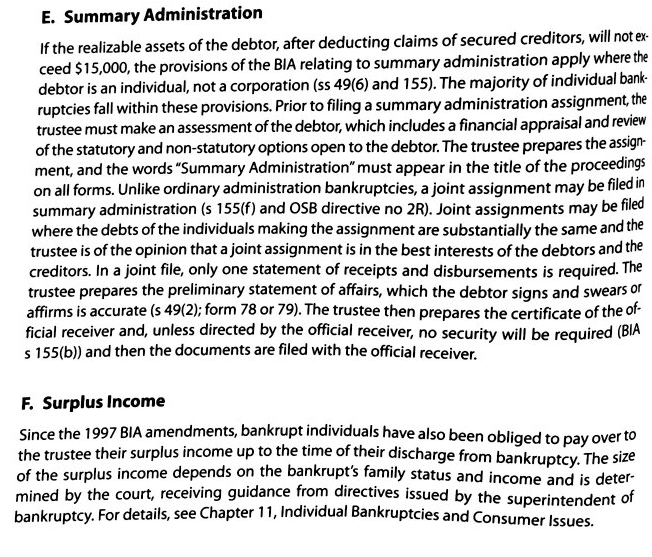 E. Summary Administration
If the realizable assets of the debtor, after deducting claims of secured creditors, will not ex-
ceed $15,000, the provisions of the BIA relating to summary administration apply where the
debtor is an individual, not a corporation (ss 49(6) and 155). The majority of individual bank-
ruptcies fall within these provisions. Prior to filing a summary administration assignment, the
trustee must make an assessment of the debtor, which includes a financial appraisal and review
of the statutory and non-statutory options open to the debtor. The trustee prepares the assign-
ment, and the words “Summary Administration” must appear in the title of the proceedings
on all forms. Unlike ordinary administration bankruptcies, a joint assignment may be filed in
summary administration (s 155(f) and OSB directive no 2R). Joint assignments may be filed
where the debts of the individuals making the assignment are substantially the same and the
trustee is of the opinion that a joint assignment is in the best interests of the debtors and the
creditors. In a joint file, only one statement of receipts and disbursements is required. The
trustee prepares the preliminary statement of affairs, which the debtor signs and swears or
affirms is accurate (s 49(2); form 78 or 79). The trustee then prepares the certificate of the of-
ficial receiver and, unless directed by the official receiver, no security will be required (BIA
s 155(b)) and then the documents are filed with the official receiver.
F. Surplus Income
Since the 1997 BIA amendments, bankrupt individuals have also been obliged to pay over to
the trustee their surplus income up to the time of their discharge from bankruptcy. The size
of the surplus income depends on the bankrupt’s family status and income and is deter-
mined by the court, receiving guidance from directives issued by the superintendent of
bankruptcy. For details, see Chapter 11, Individual Bankruptcies and Consumer Issues.